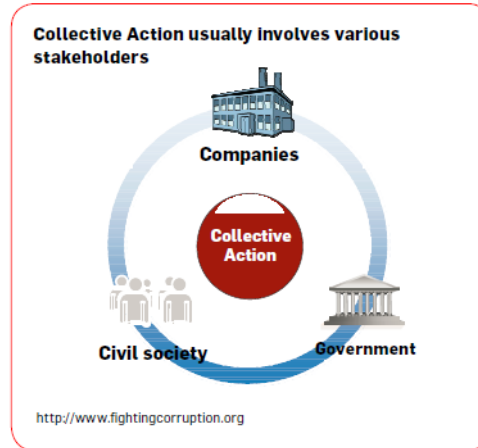 Collective Action usually involves various
stakeholders
Companies
Collective
Action
Civil society
Government
http://www.fightingcorruption.org